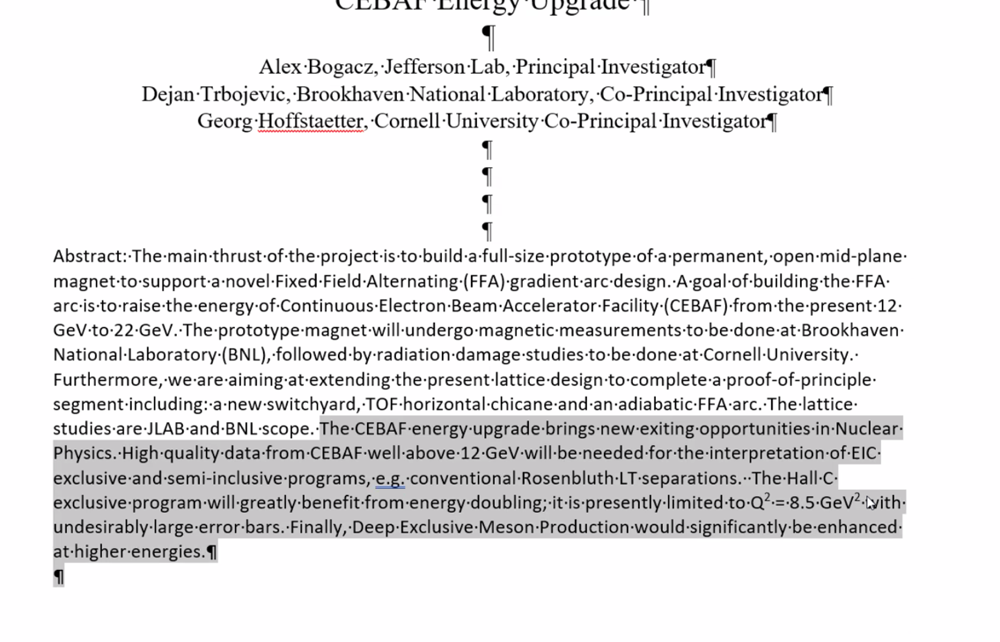 CEBAF Energy Upgrade ¶
¶
Alex Bogacz, Jefferson Lab, Principal Investigator¶
Dejan Trbojevic, Brookhaven National Laboratory, Co-Principal Investigator¶
Georg Hoffstaetter, Cornell University Co-Principal Investigator¶
¶
¶
¶
¶
Abstract: The main thrust of the project is to build a full-size prototype of a permanent, open mid-plane
magnet to support a novel Fixed Field Alternating (FFA) gradient arc design. A goal of building the FFA
arc is to raise the energy of Continuous Electron Beam Accelerator Facility (CEBAF) from the present 12
GeV to 22 GeV. The prototype magnet will undergo magnetic measurements to be done at Brookhaven
National Laboratory (BNL), followed by radiation damage studies to be done at Cornell University.
Furthermore, we are aiming at extending the present lattice design to complete a proof-of-principle
segment including: a new switchyard, TOF horizontal chicane and an adiabatic FFA arc. The lattice
studies are JLAB and BNL scope. The CEBAF energy upgrade brings new exiting opportunities in Nuclear
Physics. High quality data from CEBAF well above 12 GeV will be needed for the interpretation of EIC
exclusive and semi-inclusive programs, e.g. conventional Rosenbluth LT separations.  The Hall C
exclusive program will greatly benefit from energy doubling; it is presently limited to Q² = 8.5 GeV² with
undesirably large error bars. Finally, Deep Exclusive Meson Production would significantly be enhanced
at higher energies.¶
¶